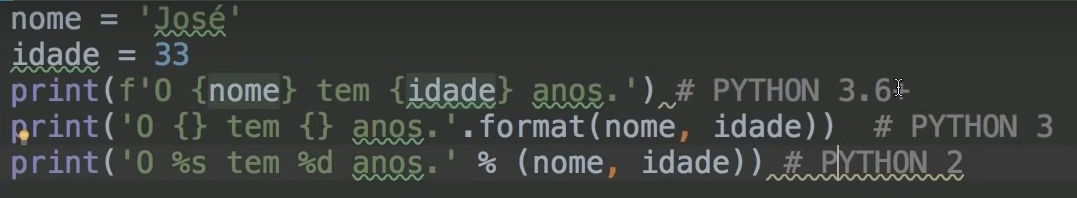 nome = 'José'
idade = 33
print(f'O {nome} tem {idade} anos.') # PYTHON 3.6+
print('O {} tem {} anos.'.format(nome, idade))  # PYTHON 3
print('O %s tem %d anos.' % (nome, idade)) # PYTHON 2